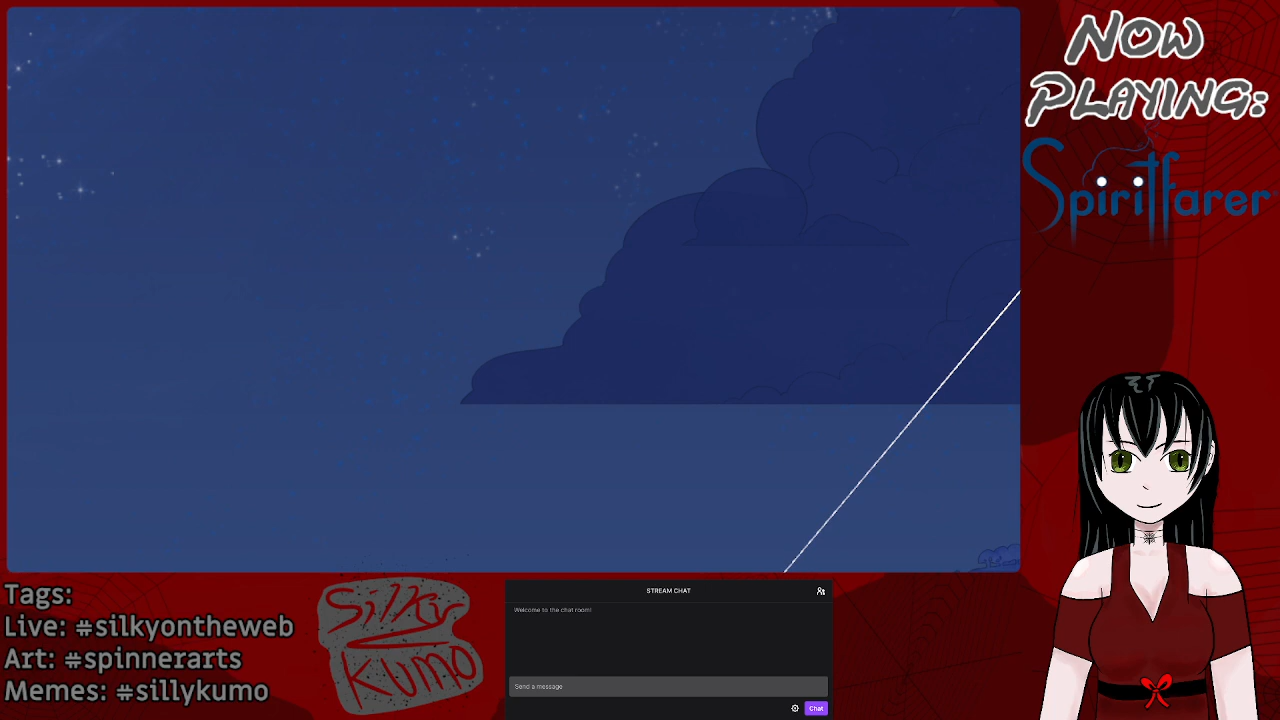 Now
Playing:
Spiritfarer
Tags:
Live: #silkyontheweb
Art: #spinnerarts
Memes: #sillykumo
Silky
Kumo
STREAM CHAT
Welcome to the chat room!
Send a message
Chat